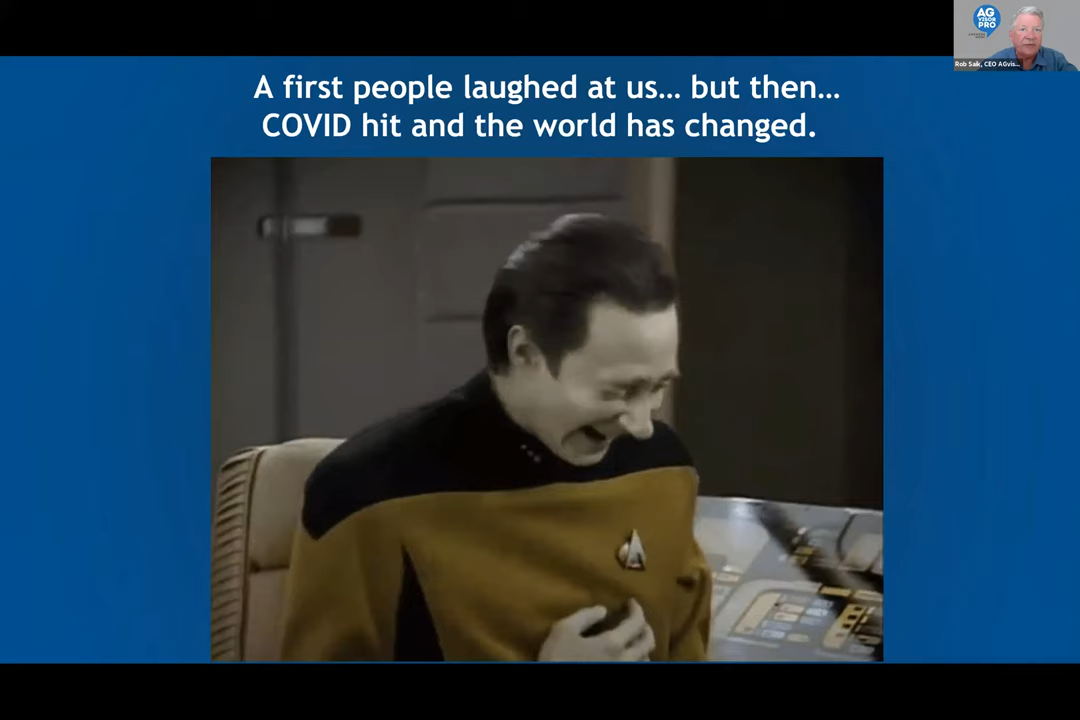 A first people laughed at us... but then...
COVID hit and the world has changed.
AG
VISOR
PRO
Rob Saik, CEO AGvis...